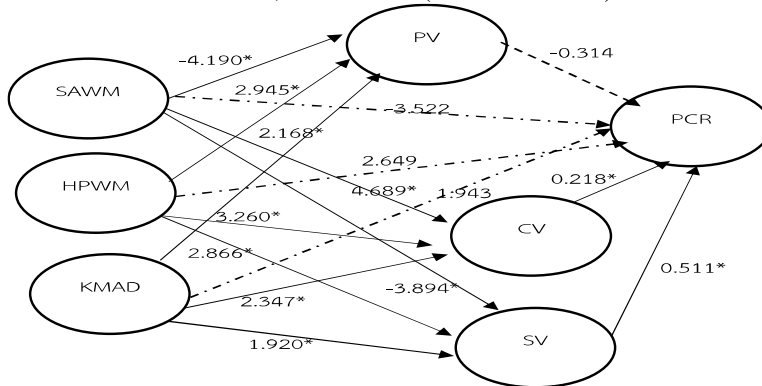 PV
-4.190*
-0.314
SAWM
2.945*
-3.522
PCR
2.168*
2.649
HPWM
4.689*
1.943
0.218*
3.260*
CV
2.866*
0.511*
KMAD
-3.894*
2.347*
SV
1.920*